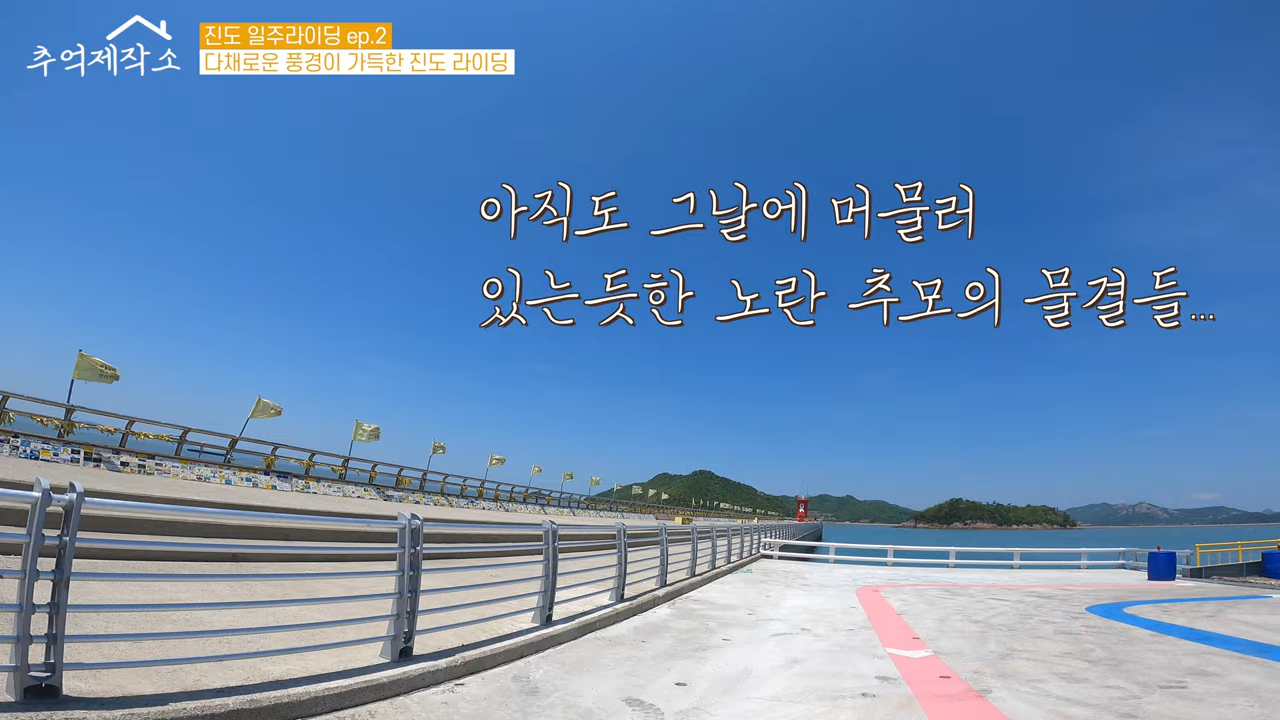 추억제작소
진도 일주라이딩 ep.2
다채로운 풍경이 가득한 진도 라이딩
아직도 그날에 머물러
있는듯한 노란 추모의 물결들...